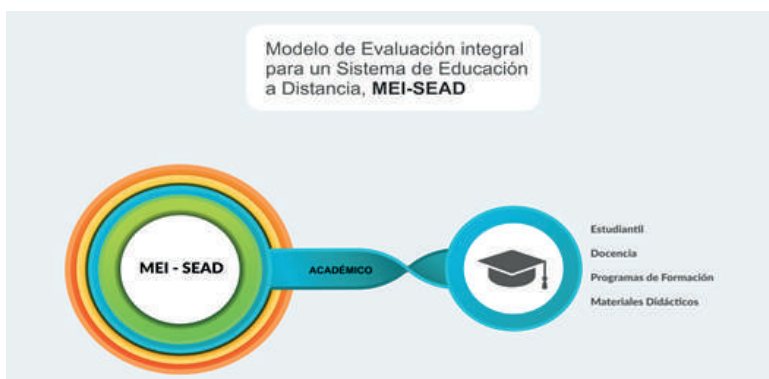 Modelo de Evaluación integral
para un Sistema de Educación
a Distancia, MEI-SEAD
MEI - SEAD
ACADÉMICO
Estudiantil
Docencia
Programas de Formación
Materiales Didácticos